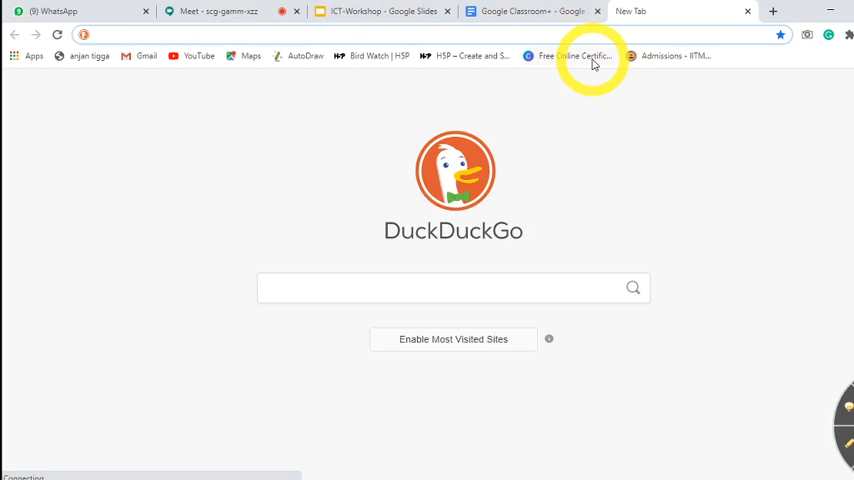 (9) WhatsApp Meet - scg-gamm-xzz ICT-Workshop - Google Slides Google Classroom+ - Google New Tab
Apps anjan tigga Gmail YouTube Maps AutoDraw H5P Bird Watch | H5P H5P H5P – Create and S... Free Online Certific... Admissions - IITM...
DuckDuckGo
Enable Most Visited Sites
Connecting